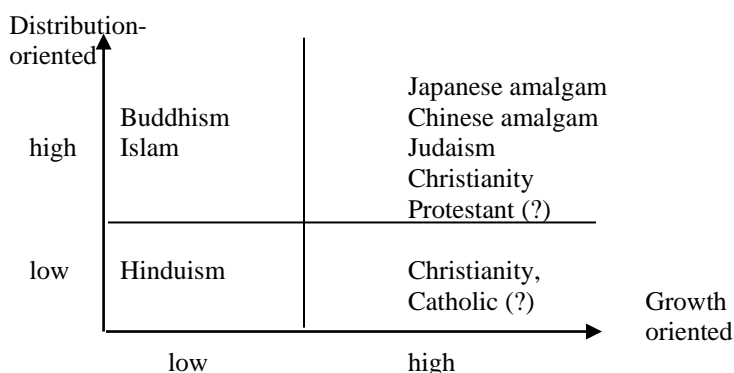 Distribution-
oriented
Japanese amalgam
Chinese amalgam
Buddhism
high
Islam
Judaism
Christianity
Protestant (?)
low
Hinduism
Christianity,
Catholic (?)
Growth
oriented
low
high